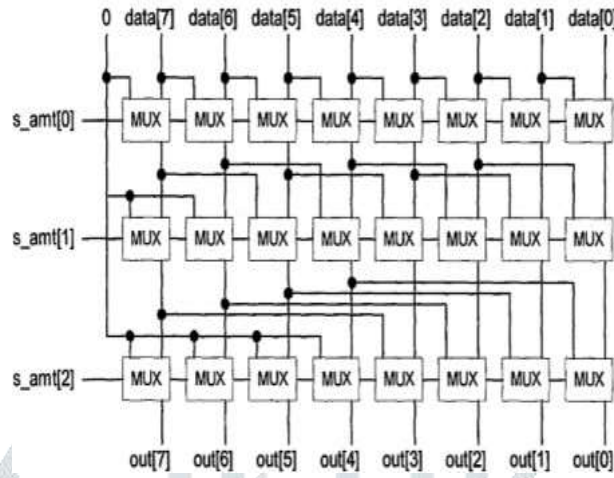 0 data[7] data[6] data[5] data[4] data[3] data[2] data[1] data[0]
s_amt[0] MUX MUX MUX MUX MUX MUX MUX MUX
s_amt[1] MUX MUX MUX MUX MUX MUX MUX MUX
s_amt[2] MUX MUX MUX MUX MUX MUX MUX MUX
out[7] out[6] out[5] out[4] out[3] out[2] out[1] out[0]